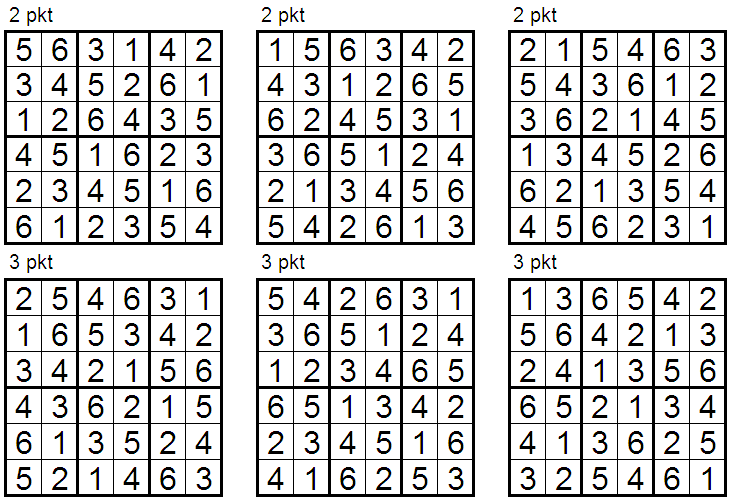 2 pkt 2 pkt 2 pkt
5 6 3 1 4 2 1 5 6 3 4 2 2 1 5 4 6 3
3 4 5 2 6 1 4 3 1 2 6 5 5 4 3 6 1 2
1 2 6 4 3 5 6 2 4 5 3 1 3 6 2 1 4 5
4 5 1 6 2 3 3 6 5 1 2 4 1 3 4 5 2 6
2 3 4 5 1 6 2 1 3 4 5 6 6 2 1 3 5 4
6 1 2 3 5 4 5 4 2 6 1 3 4 5 6 2 3 1
3 pkt 3 pkt 3 pkt
2 5 4 6 3 1 5 4 2 6 3 1 1 3 6 5 4 2
1 6 5 3 4 2 3 6 5 1 2 4 5 6 4 2 1 3
3 4 2 1 5 6 1 2 3 4 6 5 2 4 1 3 5 6
4 3 6 2 1 5 6 5 1 3 4 2 6 5 2 1 3 4
6 1 3 5 2 4 2 3 4 5 1 6 4 1 3 6 2 5
5 2 1 4 6 3 4 1 6 2 5 3 3 2 5 4 6 1